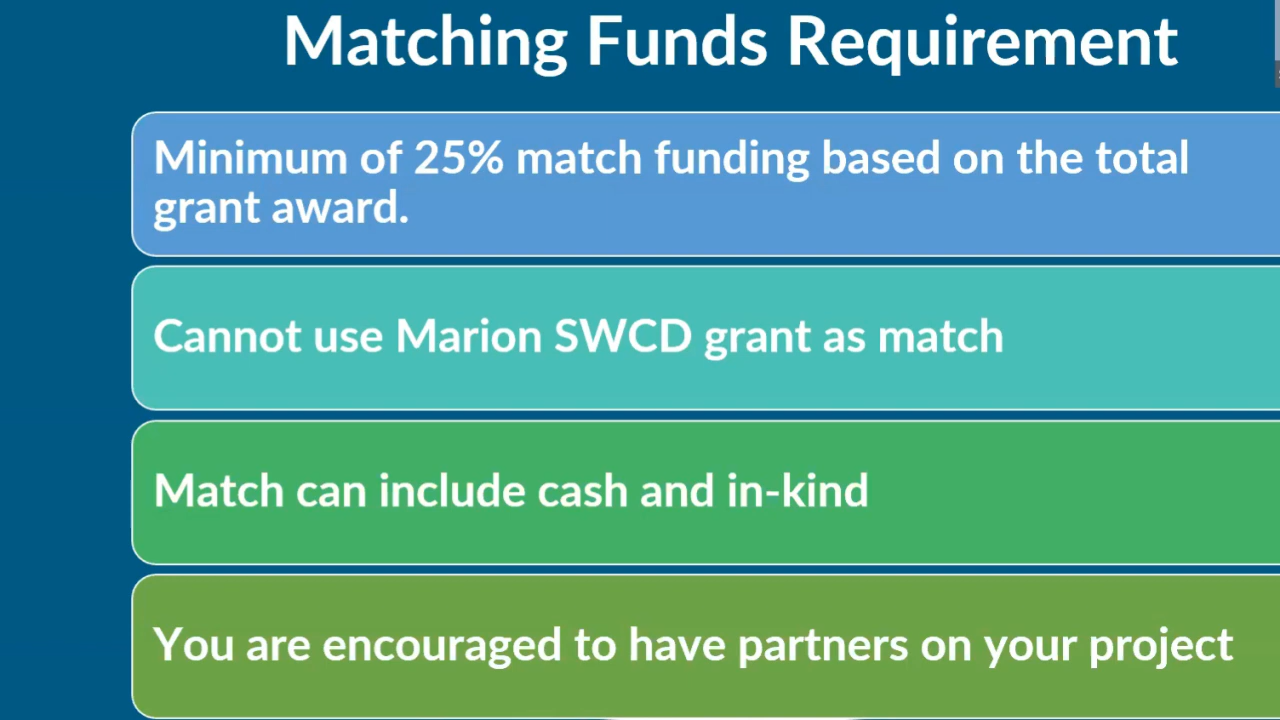 Matching Funds Requirement
Minimum of 25% match funding based on the total
grant award.
Cannot use Marion SWCD grant as match
Match can include cash and in-kind
You are encouraged to have partners on your project